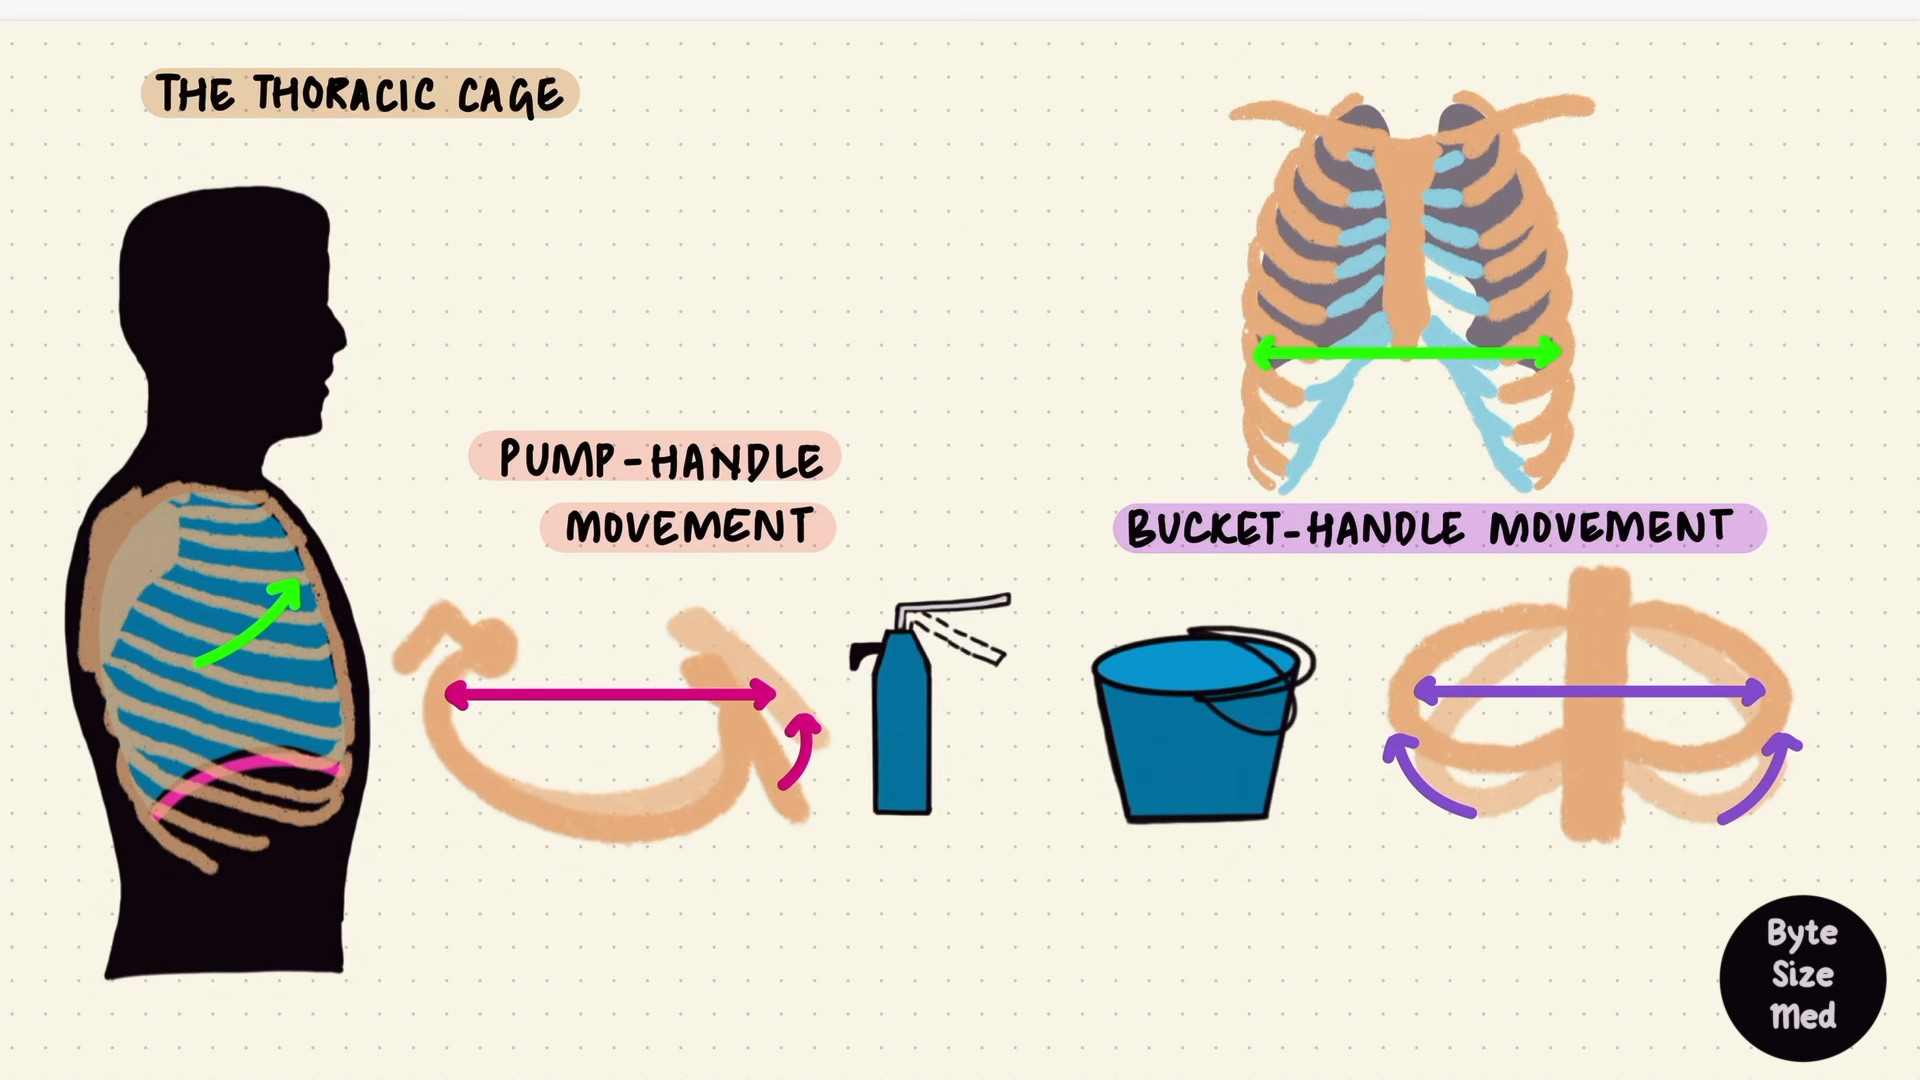 THE THORACIC CAGE
PUMP-HANDLE
MOVEMENT
BUCKET-HANDLE MOVEMENT
Byte
Size
Med